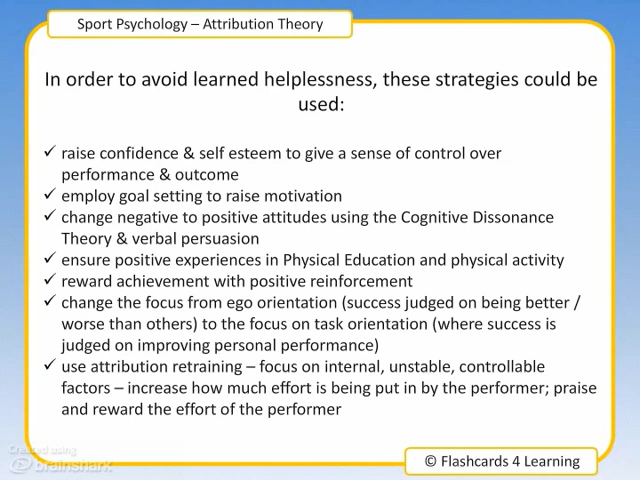 Sport Psychology – Attribution Theory
In order to avoid learned helplessness, these strategies could be
used:
✓ raise confidence & self esteem to give a sense of control over
performance & outcome
✓ employ goal setting to raise motivation
✓ change negative to positive attitudes using the Cognitive Dissonance
Theory & verbal persuasion
✓ ensure positive experiences in Physical Education and physical activity
✓ reward achievement with positive reinforcement
✓ change the focus from ego orientation (success judged on being better /
worse than others) to the focus on task orientation (where success is
judged on improving personal performance)
✓ use attribution retraining – focus on internal, unstable, controllable
factors – increase how much effort is being put in by the performer; praise
and reward the effort of the performer
Created using
brainshark
© Flashcards 4 Learning